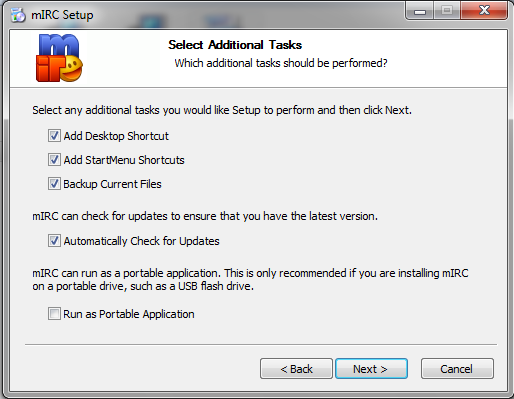 mIRC Setup
mIRC
Select Additional Tasks
Which additional tasks should be performed?
Select any additional tasks you would like Setup to perform and then click Next.
Add Desktop Shortcut
Add StartMenu Shortcuts
Backup Current Files
mIRC can check for updates to ensure that you have the latest version.
Automatically Check for Updates
mIRC can run as a portable application. This is only recommended if you are installing mIRC
on a portable drive, such as a USB flash drive.
Run as Portable Application
< Back
Next >
Cancel